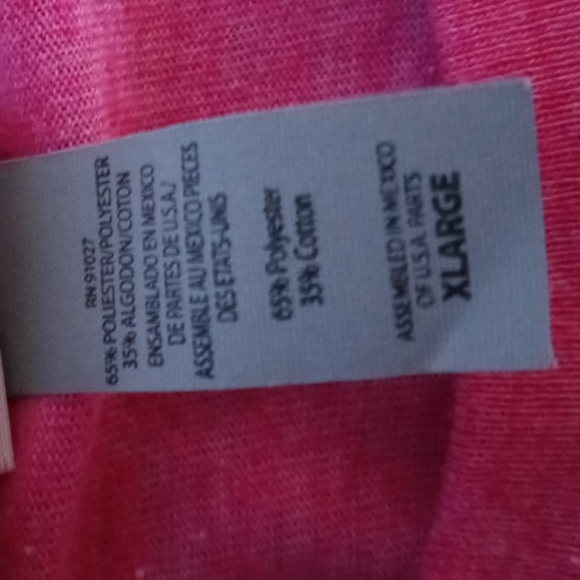 RN 91027
65% POLIESTER/POLYESTER
35% ALGODON/COTON
ENSAMBLADO EN MEXICO
DE PARTES DE U.S.A./
ASSEMBLE AU MEXICO PIECES
DES ETATS-UNIS
65% Polyester
35% Cotton
ASSEMBLED IN MEXICO
OF U.S.A. PARTS
XLARGE